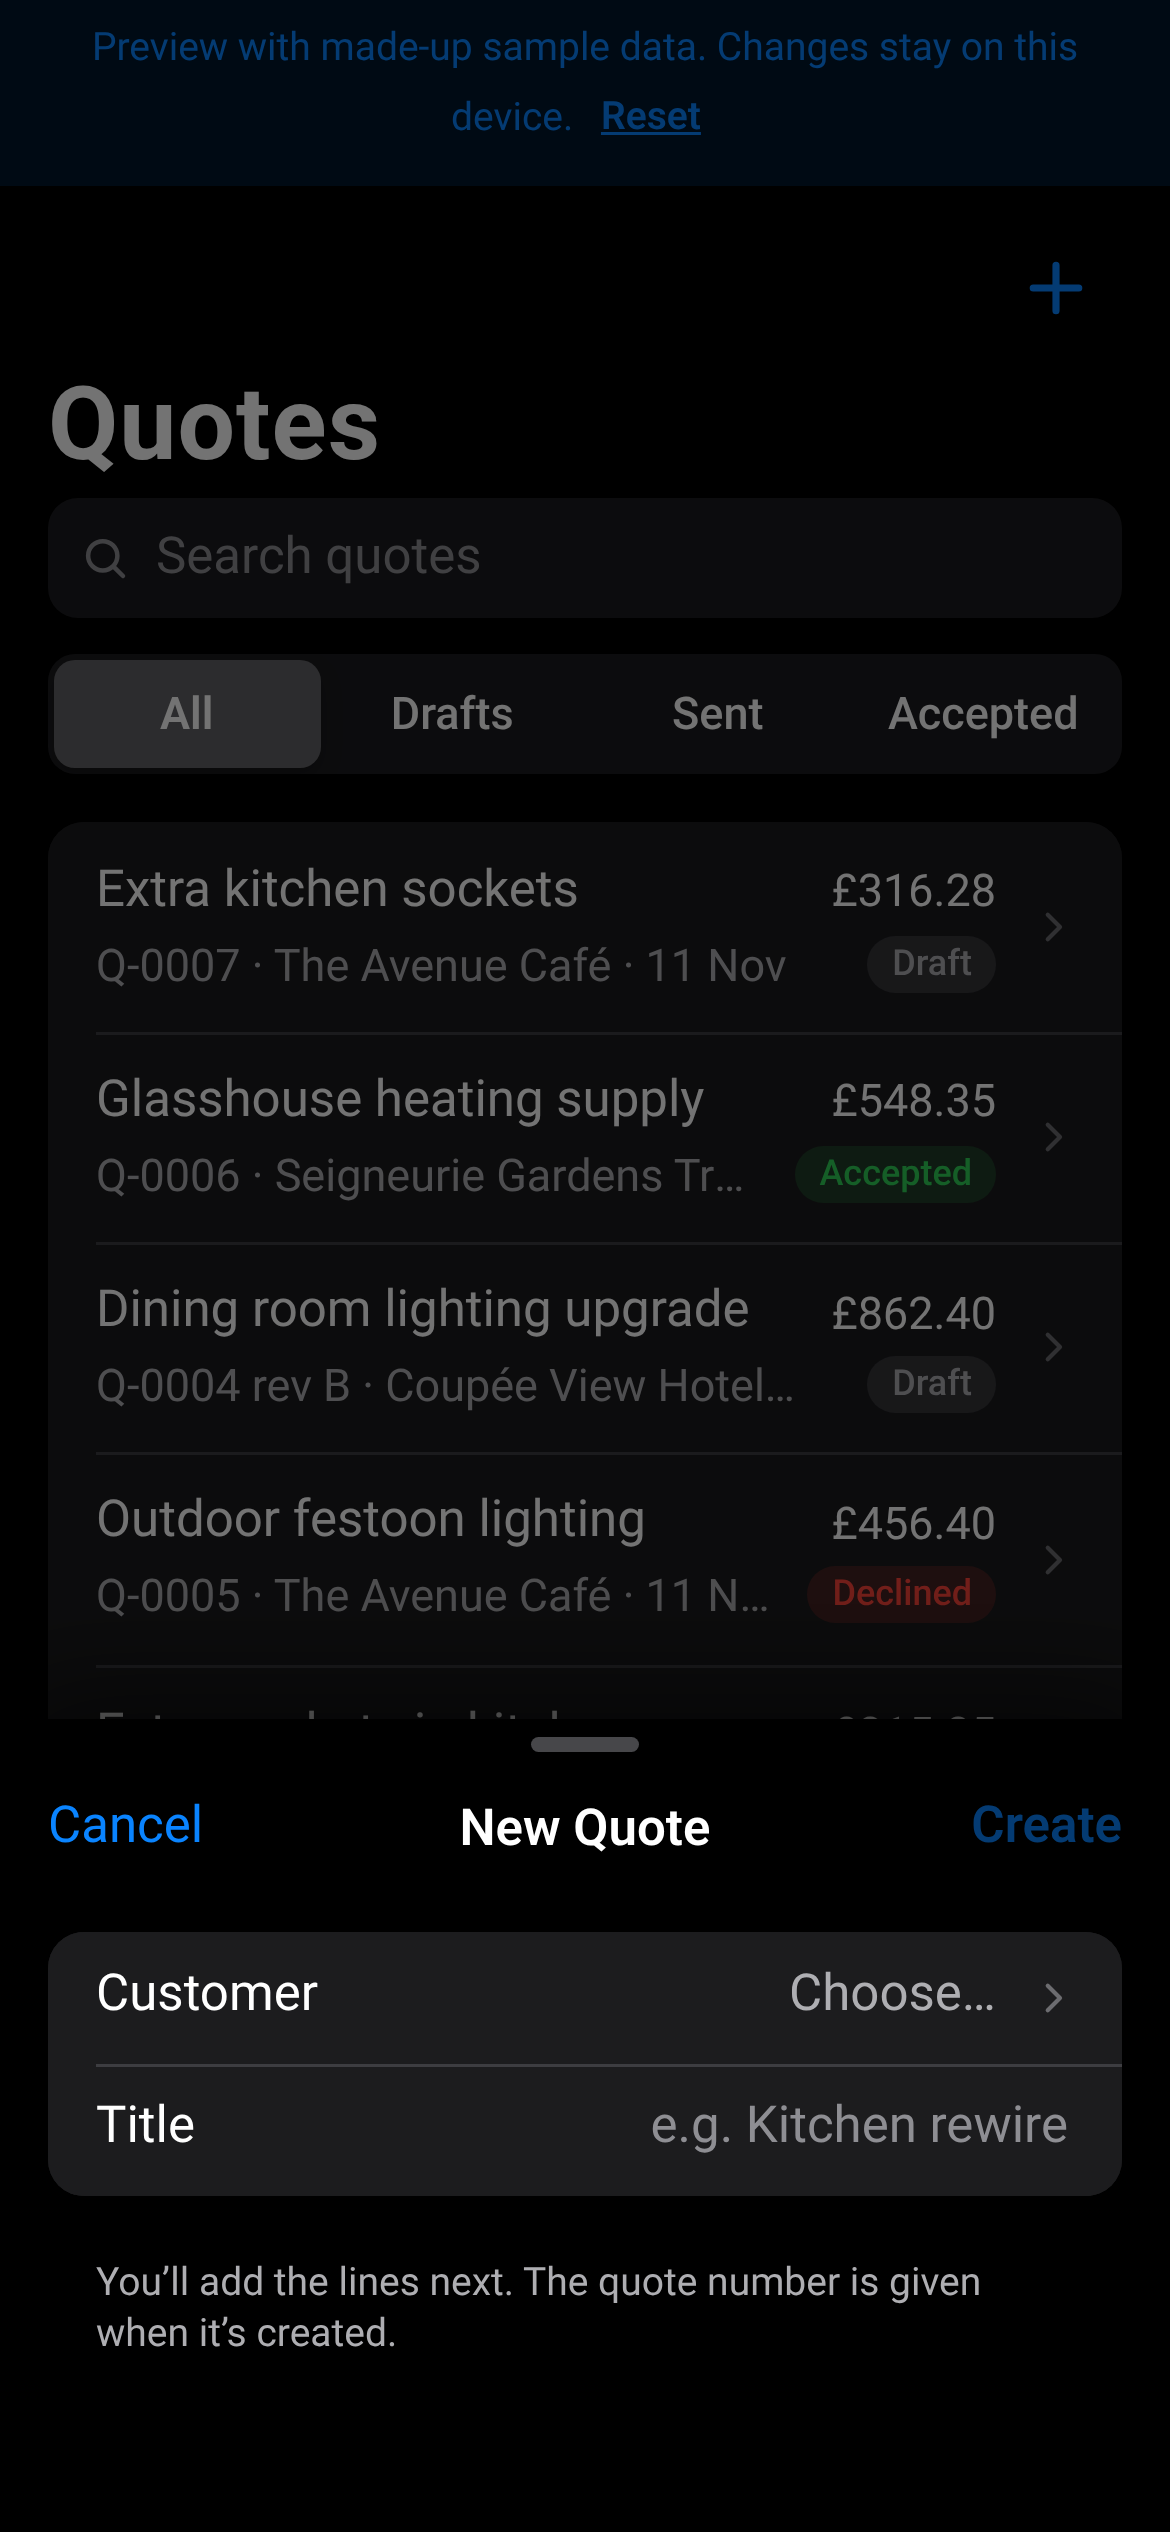 Preview with made-up sample data. Changes stay on this
device. Reset
Quotes
Search quotes
All Drafts Sent Accepted
Extra kitchen sockets £316.28
Q-0007 · The Avenue Café · 11 Nov Draft
Glasshouse heating supply £548.35
Q-0006 · Seigneurie Gardens Tr... Accepted
Dining room lighting upgrade £862.40
Q-0004 rev B · Coupée View Hotel... Draft
Outdoor festoon lighting £456.40
Q-0005 · The Avenue Café · 11 N... Declined
Cancel New Quote Create
Customer Choose...
Title e.g. Kitchen rewire
You’ll add the lines next. The quote number is given
when it’s created.